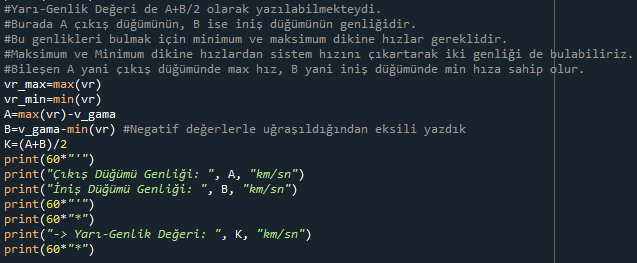 #Yarı-Genlik Değeri de A+B/2 olarak yazılabilmekteydi.
#Burada A çıkış düğümünün, B ise iniş düğümünün genliğidir.
#Bu genlikleri bulmak için minimum ve maksimum dikine hızlar gereklidir.
#Maksimum ve Minimum dikine hızlardan sistem hızını çıkartarak iki genliği de bulabiliriz.
#Bileşen A yani çıkış düğümünde max hız, B yani iniş düğümünde min hıza sahip olur.
vr_max=max(vr)
vr_min=min(vr)
A=max(vr)-v_gama
B=v_gama-min(vr) #Negatif değerlerle uğraşıldığından eksili yazdık
K=(A+B)/2
print(60*"'")
print("Çıkış Düğümü Genliği: ", A, "km/sn")
print("İniş Düğümü Genliği: ", B, "km/sn")
print(60*"'")
print(60*"*")
print("-> Yarı-Genlik Değeri: ", K, "km/sn")
print(60*"*")